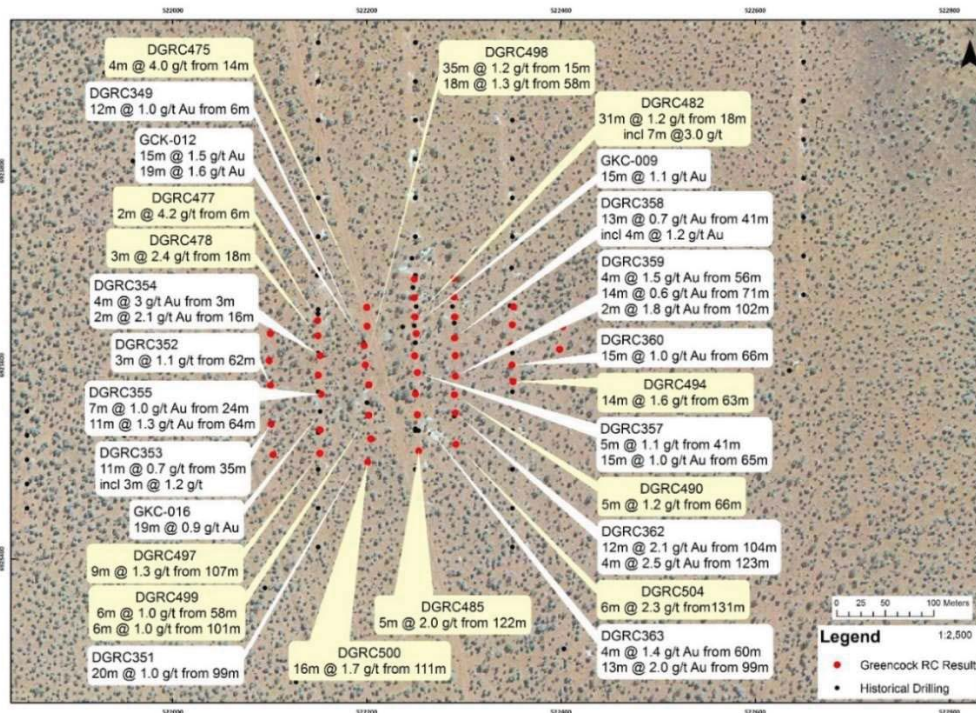 522000
522200
522400
522600
522800
DGRC475
4m @ 4.0 g/t from 14m
DGRC349
12m @ 1.0 g/t Au from 6m
GCK-012
15m @ 1.5 g/t Au
19m @ 1.6 g/t Au
DGRC477
2m @ 4.2 g/t from 6m
DGRC478
3m @ 2.4 g/t from 18m
DGRC354
4m @ 3 g/t Au from 3m
2m @ 2.1 g/t Au from 16m
DGRC352
3m @ 1.1 g/t from 62m
DGRC355
7m @ 1.0 g/t Au from 24m
11m @ 1.3 g/t Au from 64m
DGRC353
11m @ 0.7 g/t from 35m
incl 3m @ 1.2 g/t
GKC-016
19m @ 0.9 g/t Au
DGRC497
9m @ 1.3 g/t from 107m
DGRC499
6m @ 1.0 g/t from 58m
6m @ 1.0 g/t from 101m
DGRC351
20m @ 1.0 g/t from 99m
DGRC500
16m @ 1.7 g/t from 111m
DGRC485
5m @ 2.0 g/t from 122m
DGRC498
35m @ 1.2 g/t from 15m
18m @ 1.3 g/t from 58m
DGRC482
31m @ 1.2 g/t from 18m
incl 7m @3.0 g/t
GKC-009
15m @ 1.1 g/t Au
DGRC358
13m @ 0.7 g/t Au from 41m
incl 4m @ 1.2 g/t Au
DGRC359
4m @ 1.5 g/t Au from 56m
14m @ 0.6 g/t Au from 71m
2m @ 1.8 g/t Au from 102m
DGRC360
15m @ 1.0 g/t Au from 66m
DGRC494
14m @ 1.6 g/t from 63m
DGRC357
5m @ 1.1 g/t from 41m
15m @ 1.0 g/t Au from 65m
DGRC490
5m @ 1.2 g/t from 66m
DGRC362
12m @ 2.1 g/t Au from 104m
4m @ 2.5 g/t Au from 123m
DGRC504
6m @ 2.3 g/t from131m
DGRC363
4m @ 1.4 g/t Au from 60m
13m @ 2.0 g/t Au from 99m
0 25 50 100
Meters
Legend 1:2,500
Greencock RC Result
Historical Drilling
522000
522200
522400
522600
522800